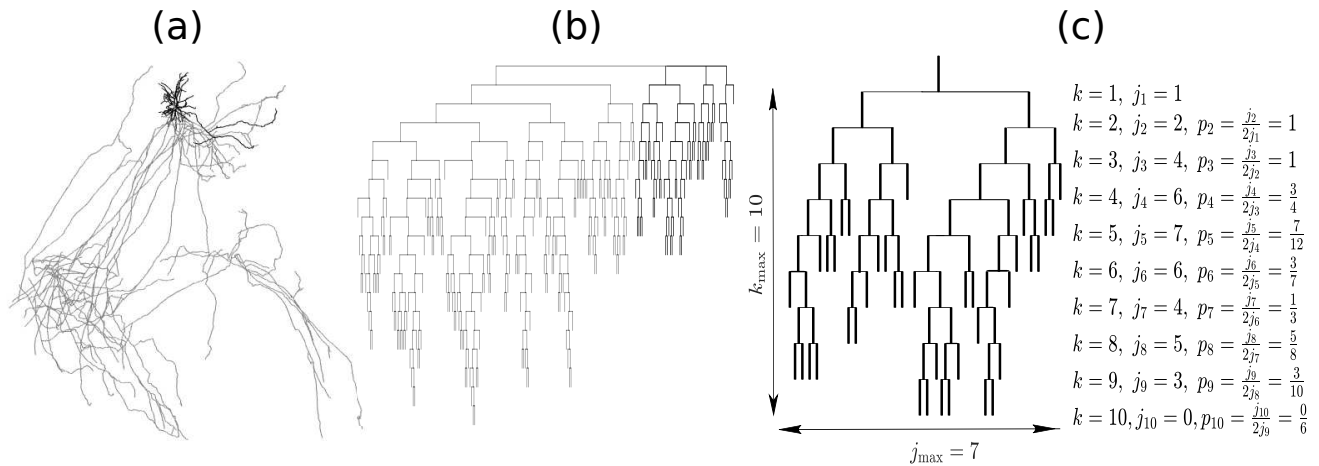 (a)
(b)
(c)
k = 1, j₁ = 1
k = 2, j₂ = 2, p₂ = j₂/2j₁ = 1
k = 3, j₃ = 4, p₃ = j₃/2j₂ = 1
k = 4, j₄ = 6, p₄ = j₄/2j₃ = 3/4
k = 5, j₅ = 7, p₅ = j₅/2j₄ = 7/12
k = 6, j₆ = 6, p₆ = j₆/2j₅ = 3/7
k = 7, j₇ = 4, p₇ = j₇/2j₆ = 1/3
k = 8, j₈ = 5, p₈ = j₈/2j₇ = 5/8
k = 9, j₉ = 3, p₉ = j₉/2j₈ = 3/10
k = 10, j₁₀ = 0, p₁₀ = j₁₀/2j₉ = 0/6
k_max = 10
j_max = 7